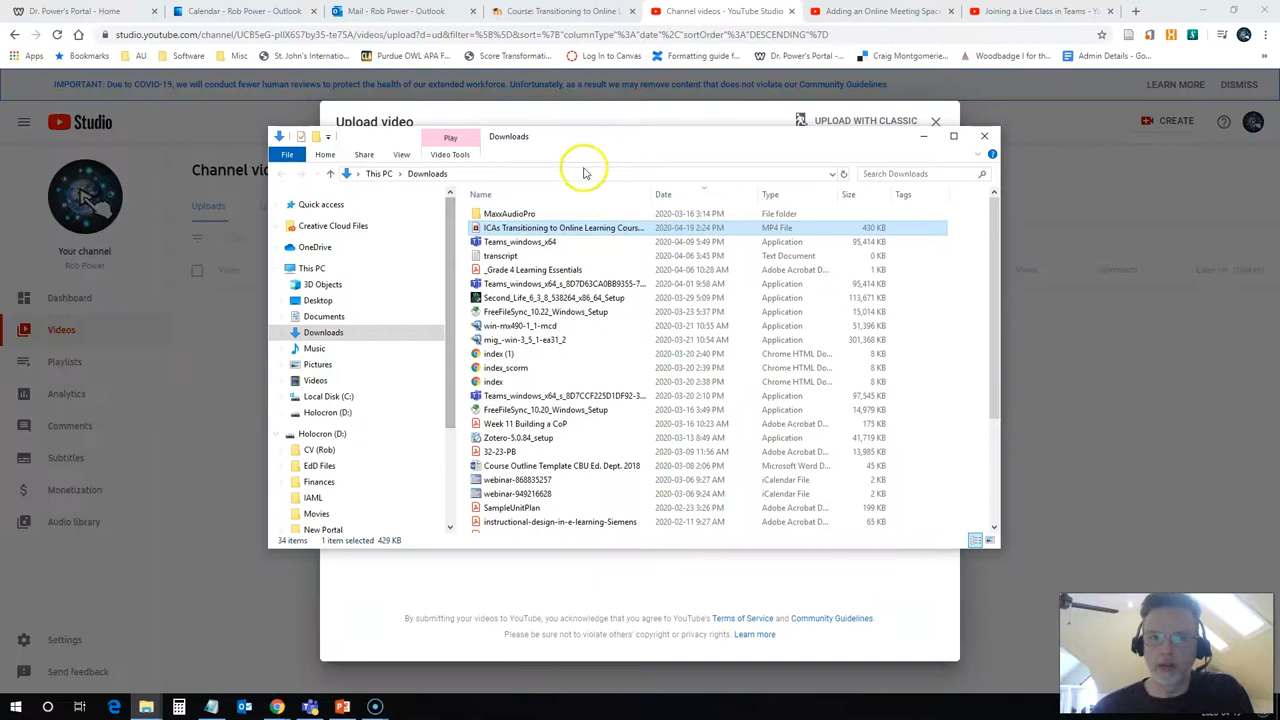 Dr. Power's Portal - Home
Calendar - Rob Power - Outlook
Mail - Rob Power - Outlook
Course: Transitioning to Online L
Channel videos - YouTube Studio
Adding an Online Meeting Spac
Joining a Live Class in Teams - Yo
studio.youtube.com/channel/UCB5eG-pIIX6S7by35-te75A/videos/upload?d=ud&filter=%5B%5D&sort=%7B"columnType"%3A"date"%2C"sortOrder"%3A"DESCENDING"%7D
Apps
Bookmarks
AU
Software
Misc
St. John's Internatio...
Purdue OWL APA F...
Score Transformatio...
Log In to Canvas
Formatting guide f...
Dr. Power's Portal -...
Craig Montgomerie...
Woodbadge I for th...
Admin Details - Go...
IMPORTANT: Due to COVID-19, we will conduct fewer human reviews to protect the health of our extended workforce. Unfortunately, as a result we may remove content that does not violate our Community Guidelines
LEARN MORE
DISMISS
Studio
CREATE
Upload video
UPLOAD WITH CLASSIC
Play
Downloads
File
Home
Share
View
Video Tools
This PC
Downloads
Search Downloads
Channel vide
Uploads
Video
Your channel
Rob Power
Dashboard
Videos
Playlists
Analytics
Comments
Subtitles
Monetization
Audio library
Settings
Send feedback
Quick access
Creative Cloud Files
OneDrive
This PC
3D Objects
Desktop
Documents
Downloads
Music
Pictures
Videos
Local Disk (C:)
Holocron (D:)
Holocron (D:)
CV (Rob)
EdD Files
Finances
IAML
Movies
New Portal
Name Date Type Size Tags
MaxxAudioPro 2020-03-16 3:14 PM File folder
ICAs Transitioning to Online Learning Cours... 2020-04-19 2:24 PM MP4 File 430 KB
Teams_windows_x64 2020-04-09 5:49 PM Application 95,414 KB
transcript 2020-04-06 3:45 PM Text Document 0 KB
_Grade 4 Learning Essentials 2020-04-06 10:28 AM Adobe Acrobat D... 1 KB
Teams_windows_x64_s_8D7D63CA0BB9355-7... 2020-04-01 9:58 AM Application 95,414 KB
Second_Life_6_3_8_538264_x86_64_Setup 2020-03-29 5:09 PM Application 113,671 KB
FreeFileSync_10.22_Windows_Setup 2020-03-23 5:37 PM Application 15,014 KB
win-mx490-1_1-mcd 2020-03-21 10:55 AM Application 51,396 KB
mig_-win-3_5_1-ea31_2 2020-03-21 10:54 AM Application 301,368 KB
index (1) 2020-03-20 2:40 PM Chrome HTML Do... 8 KB
index_scorm 2020-03-20 2:39 PM Chrome HTML Do... 8 KB
index 2020-03-20 2:38 PM Chrome HTML Do... 8 KB
Teams_windows_x64_s_8D7CCF225D1DF92-3... 2020-03-20 2:10 PM Application 97,545 KB
FreeFileSync_10.20_Windows_Setup 2020-03-16 3:49 PM Application 14,979 KB
Week 11 Building a CoP 2020-03-16 10:23 AM Adobe Acrobat D... 175 KB
Zotero-5.0.84_setup 2020-03-13 8:49 AM Application 41,719 KB
32-23-PB 2020-03-09 11:56 AM Adobe Acrobat D... 13,985 KB
Course Outline Template CBU Ed. Dept. 2018 2020-03-08 2:06 PM Microsoft Word D... 45 KB
webinar-868835257 2020-03-06 9:27 AM iCalendar File 2 KB
webinar-949216628 2020-03-06 9:24 AM iCalendar File 2 KB
SampleUnitPlan 2020-02-23 3:26 PM Adobe Acrobat D... 199 KB
instructional-design-in-e-learning-Siemens 2020-02-11 9:27 AM Adobe Acrobat D... 65 KB
34 items 1 item selected 429 KB
By submitting your videos to YouTube, you acknowledge that you agree to YouTube's Terms of Service and Community Guidelines.
Please be sure not to violate others' copyright or privacy rights. Learn more
2020-04-19